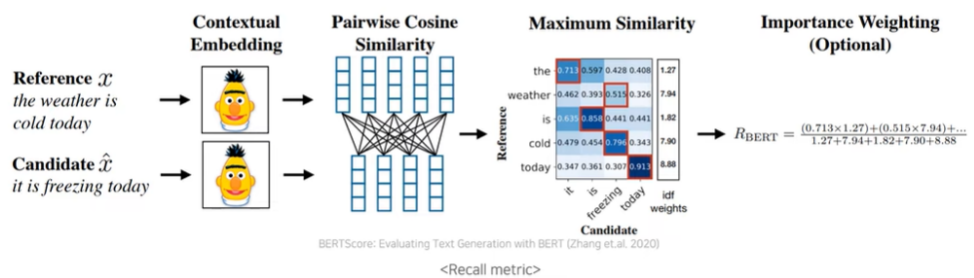 Contextual
Embedding
Pairwise Cosine
Similarity
Maximum Similarity
Importance Weighting
(Optional)
Reference x
the weather is
cold today
Candidate x̂
it is freezing today
Reference
the 0.713 0.597 0.428 0.408 1.27
weather 0.462 0.393 0.515 0.326 7.94
is 0.635 0.858 0.441 0.441 1.82
cold 0.479 0.454 0.796 0.343 7.90
today 0.347 0.361 0.307 0.913 8.88
it is freezing today
idf
weights
Candidate
R_BERT = (0.713×1.27)+(0.515×7.94)+... / 1.27+7.94+1.82+7.90+8.88
BERTScore: Evaluating Text Generation with BERT (Zhang et.al. 2020)
<Recall metric>